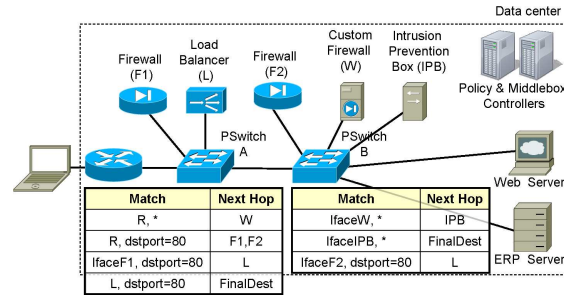 Data center
Firewall
(F1)
Load
Balancer
(L)
Firewall
(F2)
Custom
Firewall
(W)
Intrusion
Prevention
Box (IPB)
Policy & Middlebox
Controllers
PSwitch
A
PSwitch
B
Web Server
ERP Server
Match Next Hop
R, * W
R, dstport=80 F1,F2
IfaceF1, dstport=80 L
L, dstport=80 FinalDest
Match Next Hop
IfaceW, * IPB
IfaceIPB, * FinalDest
IfaceF2, dstport=80 L